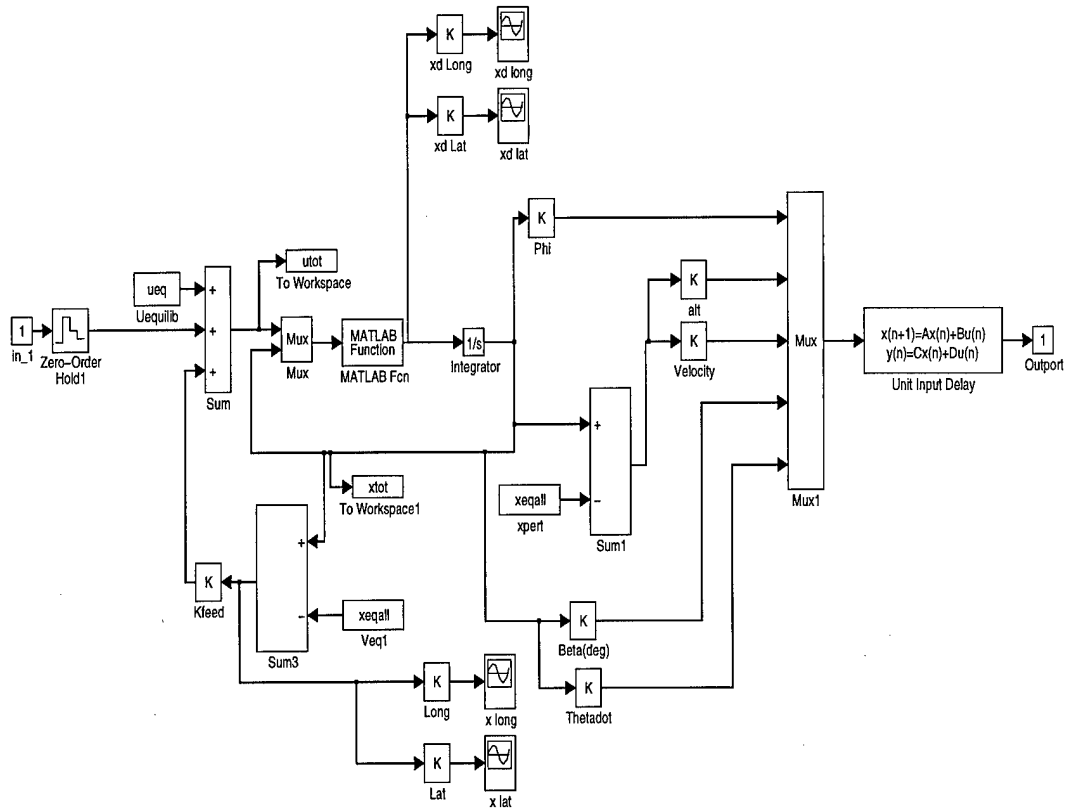 K
xd Long
xd long
K
xd Lat
xd lat
K
Phi
utot
To Workspace
ueq
Uequilib
K
alt
1
in_1
Zero-Order
Hold1
+
+
+
Sum
Mux
Mux
MATLAB
Function
MATLAB Fcn
1/s
Integrator
K
Velocity
Mux
Mux1
x(n+1)=Ax(n)+Bu(n)
y(n)=Cx(n)+Du(n)
Unit Input Delay
1
Outport
xtot
To Workspace1
xeqall
xpert
+
−
Sum1
K
Kfeed
+
−
Sum3
xeqall
Veq1
K
Beta(deg)
K
Thetadot
K
Long
x long
K
Lat
x lat